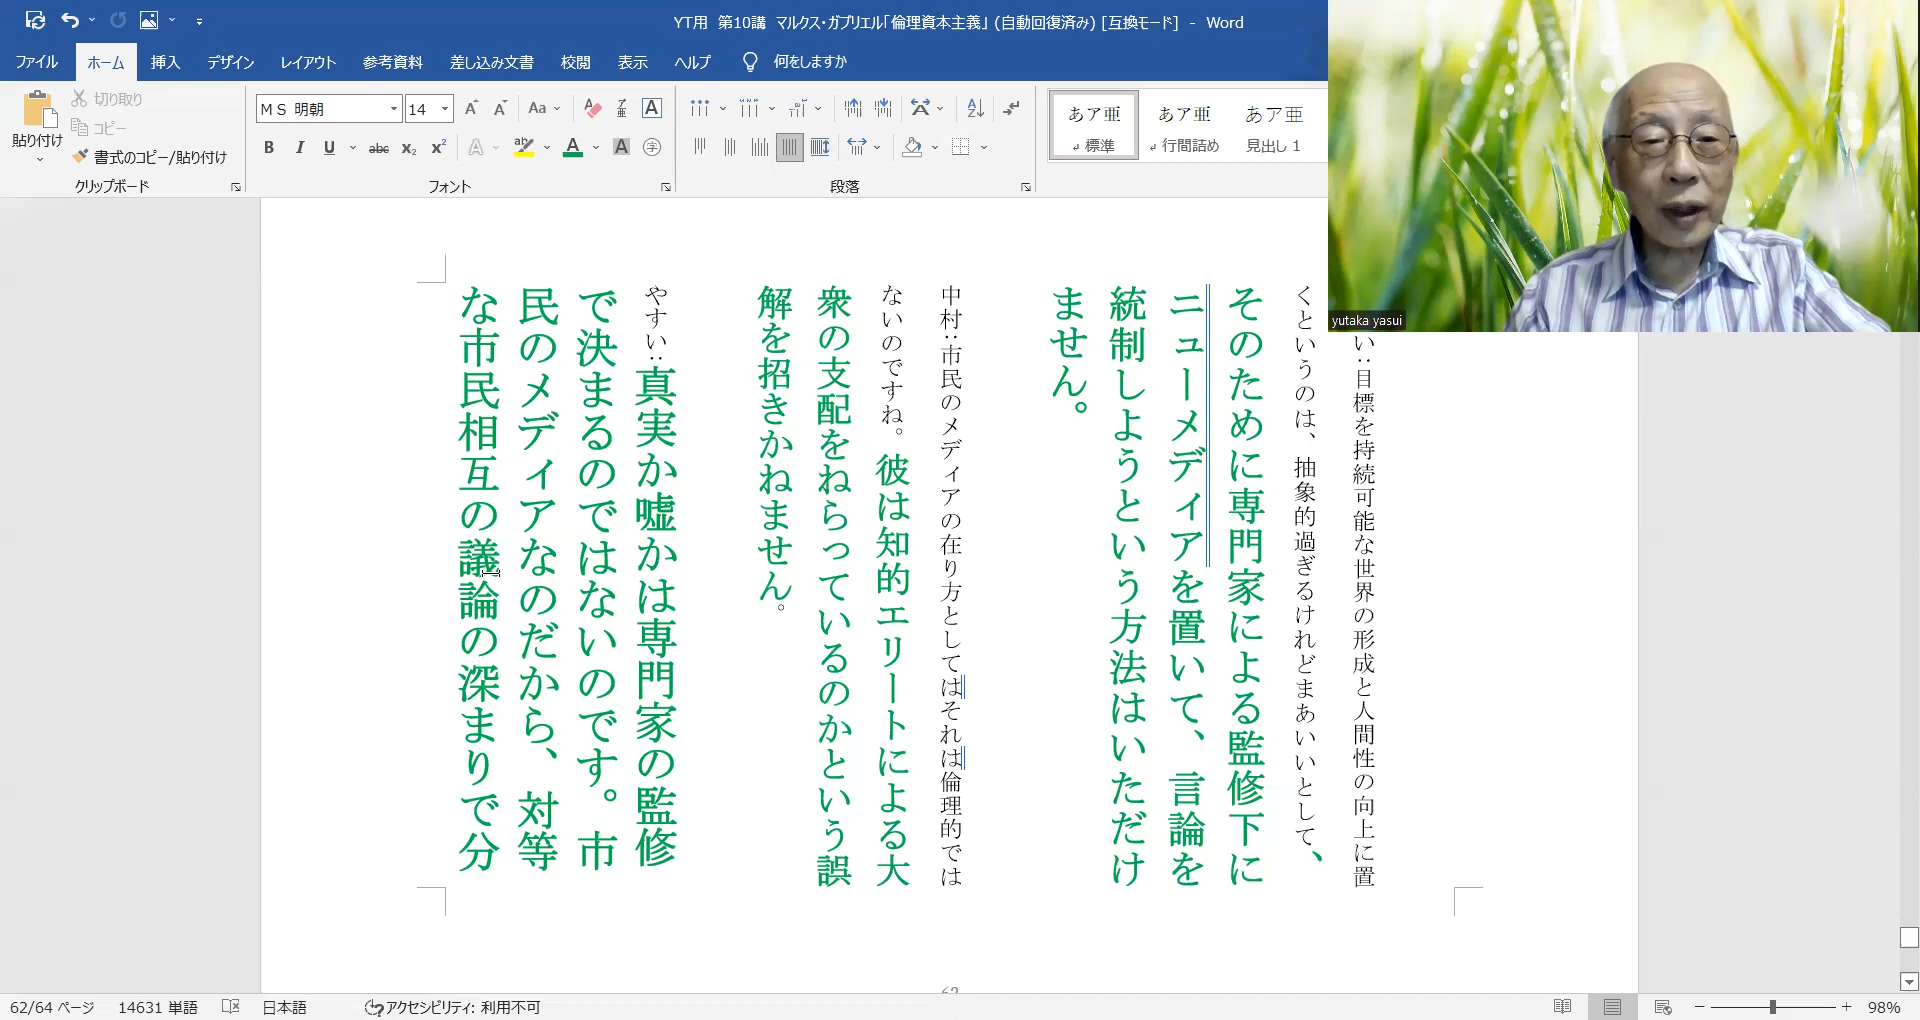 YT用 第10講 マルクス・ガブリエル「倫理資本主義」 (自動回復済み) [互換モード] - Word
ファイル ホーム 挿入 デザイン レイアウト 参考資料 差し込み文書 校閲 表示 ヘルプ 何をしますか
貼り付け
切り取り
コピー
書式のコピー/貼り付け
クリップボード
ＭＳ 明朝 14
フォント
段落
あア亜 標準
あア亜 行間詰め
あア亜 見出し 1
yutaka yasui
い：目標を持続可能な世界の形成と人間性の向上に置
くというのは、抽象的過ぎるけれどまあいいとして、
そのために専門家による監修下に
ニューメディアを置いて、言論を
統制しようという方法はいただけ
ません。
中村：市民のメディアの在り方としてはそれは倫理的では
ないのですね。彼は知的エリートによる大
衆の支配をねらっているのかという誤
解を招きかねません。
やすい：真実か嘘かは専門家の監修
で決まるのではないのです。市
民のメディアなのだから、対等
な市民相互の議論の深まりで分
62/64 ページ 14631 単語 日本語 アクセシビリティ: 利用不可 98%